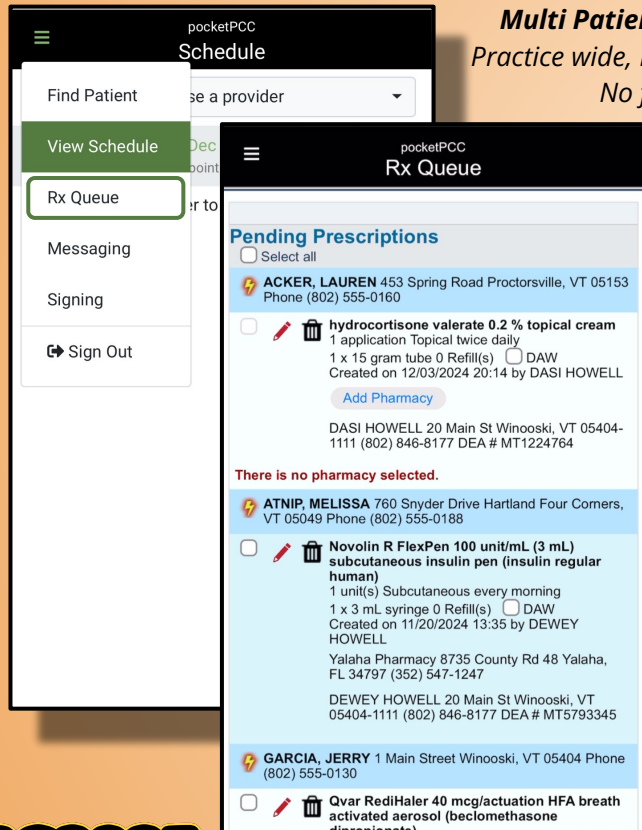 Multi
Practice wide,
No
pocketPCC
Schedule
Find Patient
se a provider
View Schedule
Dec
point
Rx Queue
er to
Messaging
Signing
Sign Out
pocketPCC
Rx Queue
Pending Prescriptions
Select all
ACKER, LAUREN 453 Spring Road Proctorsville, VT 05153
Phone (802) 555-0160
hydrocortisone valerate 0.2 % topical cream
1 application Topical twice daily
1 x 15 gram tube 0 Refill(s) DAW
Created on 12/03/2024 20:14 by DASI HOWELL
Add Pharmacy
DASI HOWELL 20 Main St Winooski, VT 05404-
1111 (802) 846-8177 DEA # MT1224764
There is no pharmacy selected.
ATNIP, MELISSA 760 Snyder Drive Hartland Four Corners,
VT 05049 Phone (802) 555-0188
Novolin R FlexPen 100 unit/mL (3 mL)
subcutaneous insulin pen (insulin regular
human)
1 unit(s) Subcutaneous every morning
1 x 3 mL syringe 0 Refill(s) DAW
Created on 11/20/2024 13:35 by DEWEY
HOWELL
Yalaha Pharmacy 8735 County Rd 48 Yalaha,
FL 34797 (352) 547-1247
DEWEY HOWELL 20 Main St Winooski, VT
05404-1111 (802) 846-8177 DEA # MT5793345
GARCIA, JERRY 1 Main Street Winooski, VT 05404 Phone
(802) 555-0130
Qvar RediHaler 40 mcg/actuation HFA breath
activated aerosol (beclomethasone
dipropionate)